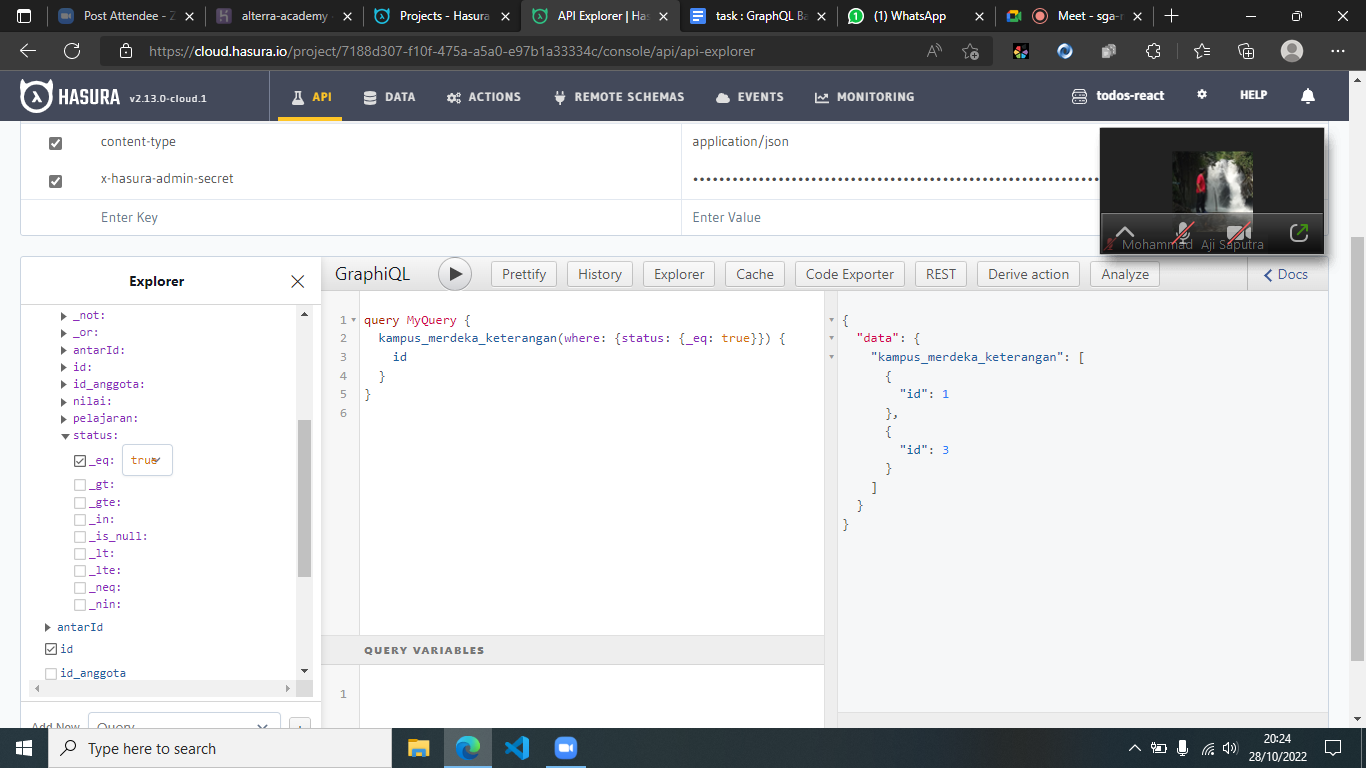 Post Attendee - Z
alterra-academy
Projects - Hasura
API Explorer | Has
task : GraphQL Ba
(1) WhatsApp
Meet - sga-r
https://cloud.hasura.io/project/7188d307-f10f-475a-a5a0-e97b1a33334c/console/api/api-explorer
HASURA v2.13.0-cloud.1
API
DATA
ACTIONS
REMOTE SCHEMAS
EVENTS
MONITORING
todos-react
HELP
content-type
application/json
x-hasura-admin-secret
••••••••••••••••••••••••••••••••••••••••••••••••••••••••••••••••
Enter Key
Enter Value
Mohammad Aji Saputra
Explorer
GraphiQL
Prettify
History
Explorer
Cache
Code Exporter
REST
Derive action
Analyze
Docs
_not:
_or:
antarId:
id:
id_anggota:
nilai:
pelajaran:
status:
_eq: true
_gt:
_gte:
_in:
_is_null:
_lt:
_lte:
_neq:
_nin:
antarId
id
id_anggota
Add New
Query
+
1 query MyQuery {
2 kampus_merdeka_keterangan(where: {status: {_eq: true}}) {
3 id
4 }
5 }
6
QUERY VARIABLES
1
{
"data": {
"kampus_merdeka_keterangan": [
{
"id": 1
},
{
"id": 3
}
]
}
}
Type here to search
20:24
28/10/2022